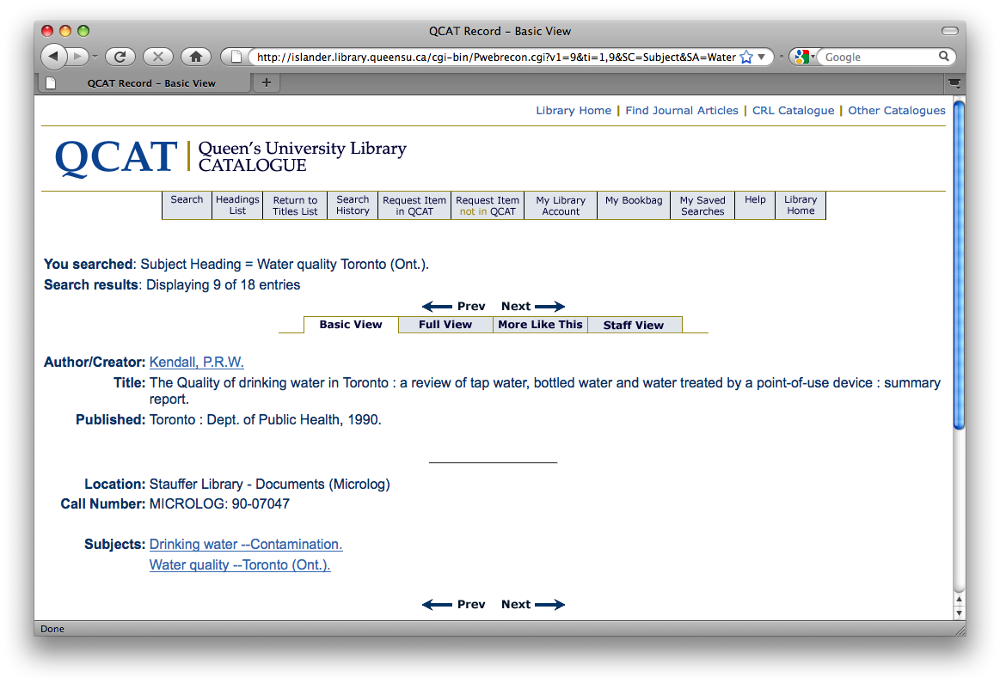 QCAT Record – Basic View
http://islander.library.queensu.ca/cgi-bin/Pwebrecon.cgi?v1=9&ti=1,9&SC=Subject&SA=Water
Google
QCAT Record – Basic View
Library Home | Find Journal Articles | CRL Catalogue | Other Catalogues
QCAT | Queen's University Library
CATALOGUE
Search Headings List Return to Titles List Search History Request Item in QCAT Request Item not in QCAT My Library Account My Bookbag My Saved Searches Help Library Home
You searched: Subject Heading = Water quality Toronto (Ont.).
Search results: Displaying 9 of 18 entries
Prev Next
Basic View Full View More Like This Staff View
Author/Creator: Kendall, P.R.W.
Title: The Quality of drinking water in Toronto : a review of tap water, bottled water and water treated by a point-of-use device : summary
report.
Published: Toronto : Dept. of Public Health, 1990.
Location: Stauffer Library - Documents (Microlog)
Call Number: MICROLOG: 90-07047
Subjects: Drinking water --Contamination.
Water quality --Toronto (Ont.).
Prev Next
Done